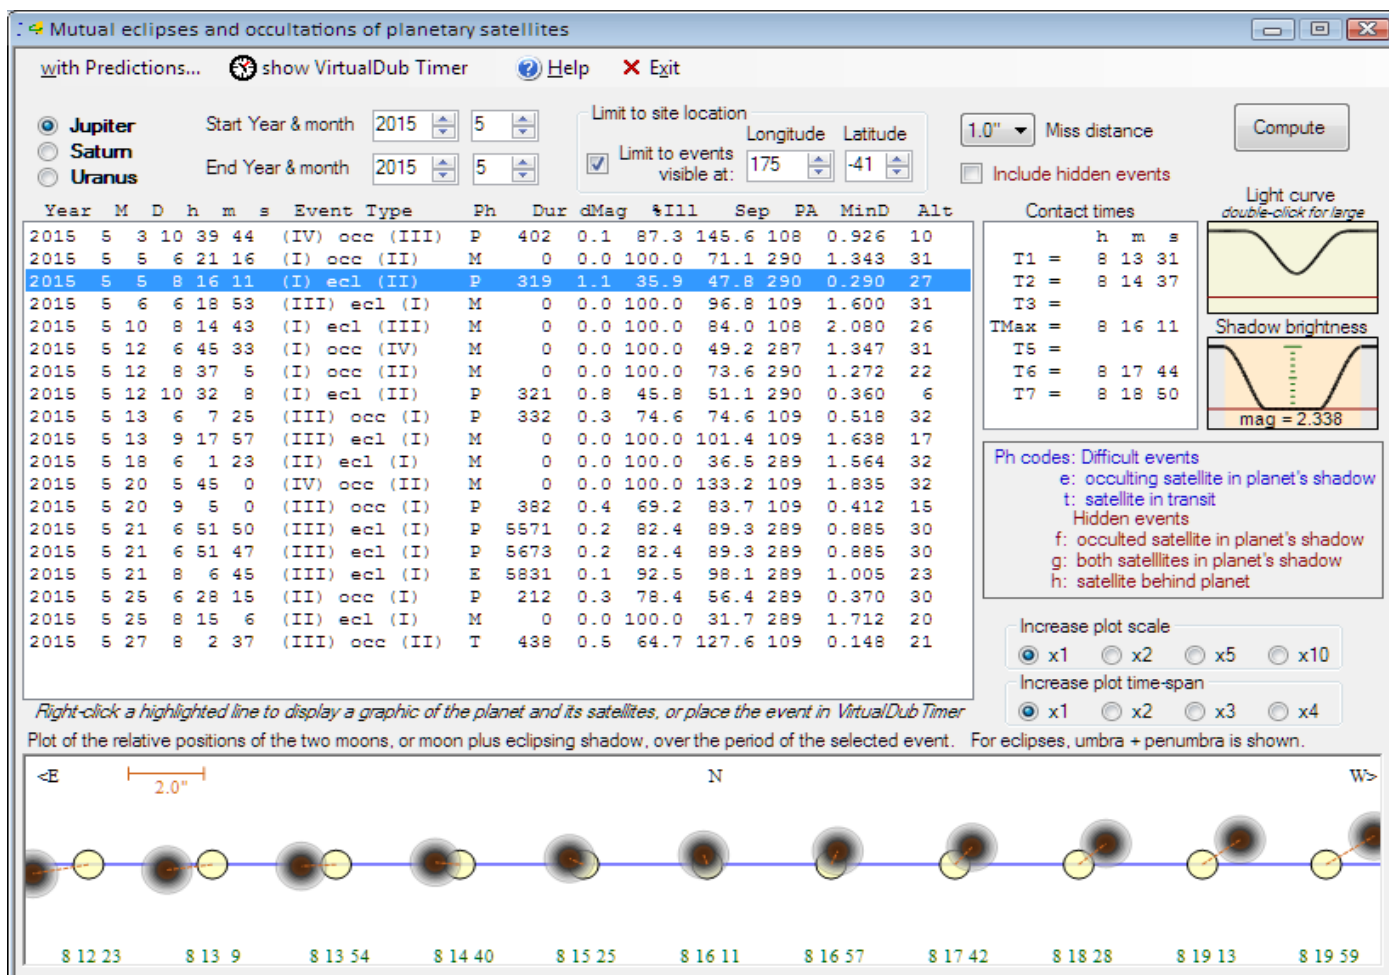 Mutual eclipses and occultations of planetary satellites
with Predictions... show VirtualDub Timer Help Exit
Jupiter
Saturn
Uranus
Start Year & month 2015 5
End Year & month 2015 5
Limit to site location
Longitude Latitude
Limit to events visible at: 175 -41
1.0" Miss distance
Include hidden events
Compute
Year M D h m s Event Type Ph Dur dMag %Ill Sep PA MinD Alt
2015 5 3 10 39 44 (IV) occ (III) P 402 0.1 87.3 145.6 108 0.926 10
2015 5 5 6 21 16 (I) occ (II) M 0 0.0 100.0 71.1 290 1.343 31
2015 5 5 8 16 11 (I) ecl (II) P 319 1.1 35.9 47.8 290 0.290 27
2015 5 6 6 18 53 (III) ecl (I) M 0 0.0 100.0 96.8 109 1.600 31
2015 5 10 8 14 43 (I) ecl (III) M 0 0.0 100.0 84.0 108 2.080 26
2015 5 12 6 45 33 (I) occ (IV) M 0 0.0 100.0 49.2 287 1.347 31
2015 5 12 8 37 5 (I) occ (II) M 0 0.0 100.0 73.6 290 1.272 22
2015 5 12 10 32 8 (I) ecl (II) P 321 0.8 45.8 51.1 290 0.360 6
2015 5 13 6 7 25 (III) occ (I) P 332 0.3 74.6 74.6 109 0.518 32
2015 5 13 9 17 57 (III) ecl (I) M 0 0.0 100.0 101.4 109 1.638 17
2015 5 18 6 1 23 (II) ecl (I) M 0 0.0 100.0 36.5 289 1.564 32
2015 5 20 5 45 0 (IV) occ (II) M 0 0.0 100.0 133.2 109 1.835 32
2015 5 20 9 5 0 (III) occ (I) P 382 0.4 69.2 83.7 109 0.412 15
2015 5 21 6 51 50 (III) ecl (I) P 5571 0.2 82.4 89.3 289 0.885 30
2015 5 21 6 51 47 (III) ecl (I) P 5673 0.2 82.4 89.3 289 0.885 30
2015 5 21 8 6 45 (III) ecl (I) E 5831 0.1 92.5 98.1 289 1.005 23
2015 5 25 6 28 15 (II) occ (I) P 212 0.3 78.4 56.4 289 0.370 30
2015 5 25 8 15 6 (II) ecl (I) M 0 0.0 100.0 31.7 289 1.712 20
2015 5 27 8 2 37 (III) occ (II) T 438 0.5 64.7 127.6 109 0.148 21
Contact times
h m s
T1 = 8 13 31
T2 = 8 14 37
T3 =
TMax = 8 16 11
T5 =
T6 = 8 17 44
T7 = 8 18 50
Light curve
double-click for large
Shadow brightness
mag = 2.338
Ph codes: Difficult events
e: occulting satellite in planet's shadow
t: satellite in transit
Hidden events
f: occulted satellite in planet's shadow
g: both satelllites in planet's shadow
h: satellite behind planet
Increase plot scale
x1 x2 x5 x10
Increase plot time-span
x1 x2 x3 x4
Right-click a highlighted line to display a graphic of the planet and its satellites, or place the event in VirtualDub Timer
Plot of the relative positions of the two moons, or moon plus eclipsing shadow, over the period of the selected event. For eclipses, umbra + penumbra is shown.
<E 2.0" N W>
8 12 23 8 13 9 8 13 54 8 14 40 8 15 25 8 16 11 8 16 57 8 17 42 8 18 28 8 19 13 8 19 59